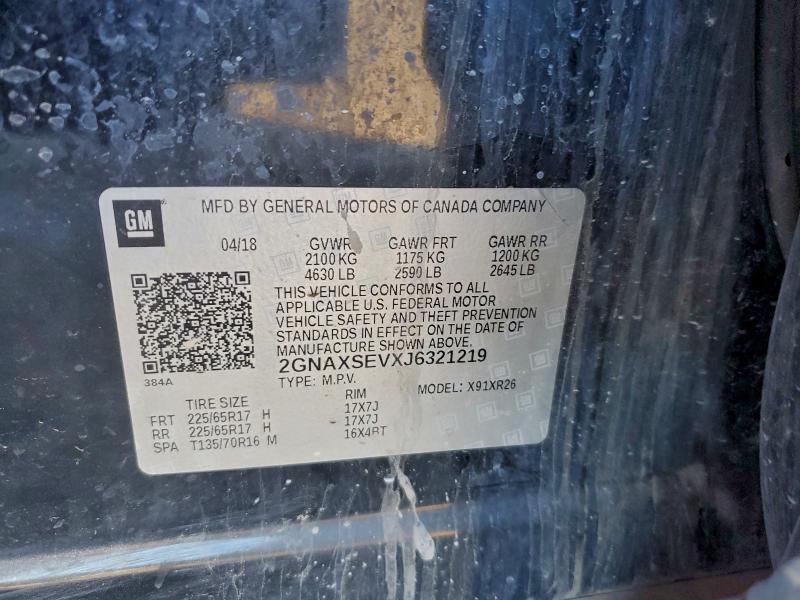 GM
MFD BY GENERAL MOTORS OF CANADA COMPANY
04/18 GVWR GAWR FRT GAWR RR
2100 KG 1175 KG 1200 KG
4630 LB 2590 LB 2645 LB
THIS VEHICLE CONFORMS TO ALL
APPLICABLE U.S. FEDERAL MOTOR
VEHICLE SAFETY AND THEFT PREVENTION
STANDARDS IN EFFECT ON THE DATE OF
MANUFACTURE SHOWN ABOVE.
2GNAXSEVXJ6321219
384A
TYPE: M.P.V. MODEL: X91XR26
TIRE SIZE RIM
FRT 225/65R17 H 17X7J
RR 225/65R17 H 17X7J
SPA T135/70R16 M 16X4BT